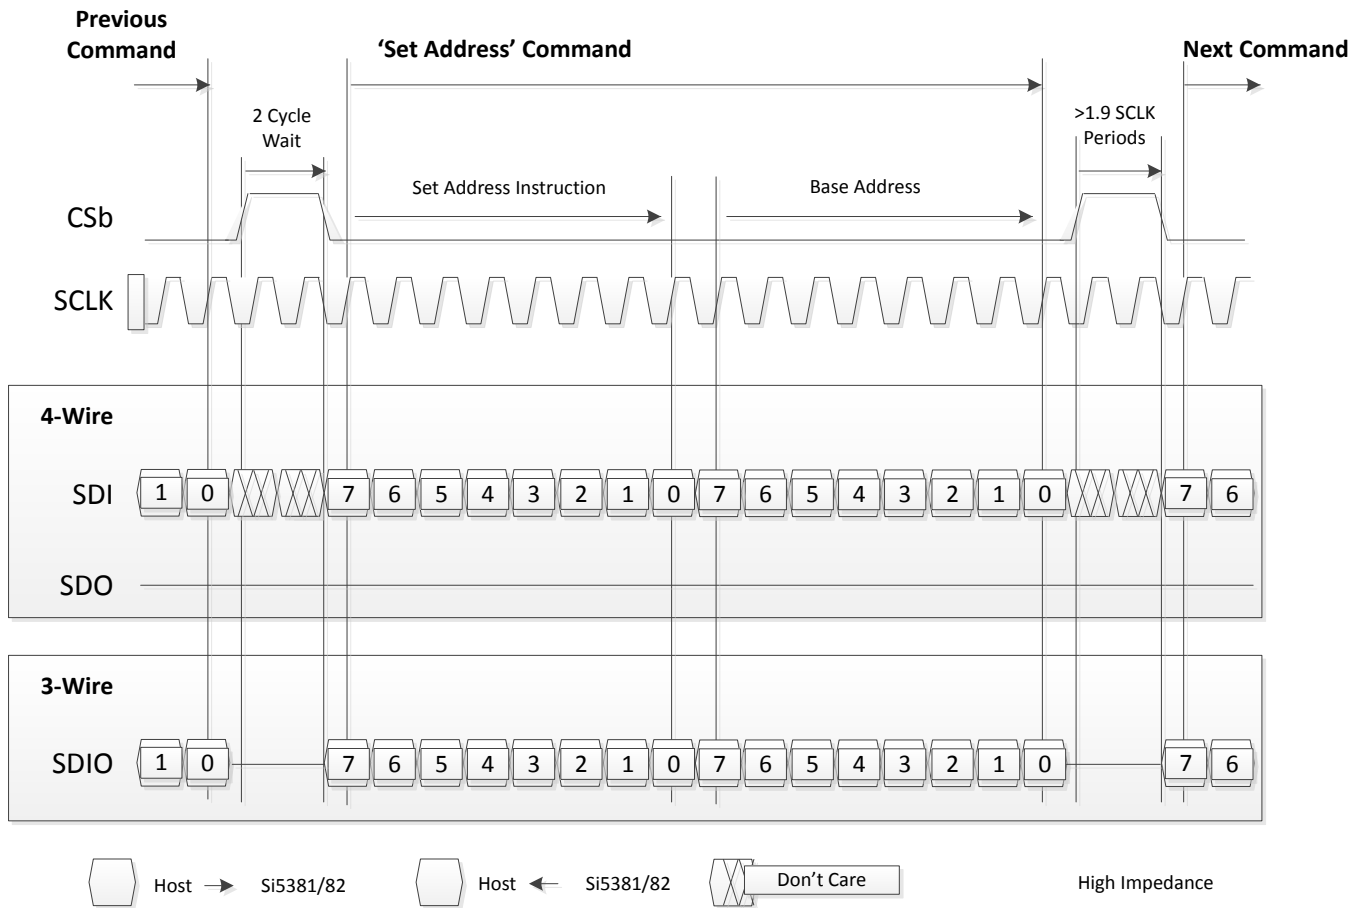 Previous
Command
‘Set Address’ Command
Next Command
2 Cycle
Wait
>1.9 SCLK
Periods
Set Address Instruction
Base Address
CSb
SCLK
4-Wire
SDI 1 0 7 6 5 4 3 2 1 0 7 6 5 4 3 2 1 0 7 6
SDO
3-Wire
SDIO 1 0 7 6 5 4 3 2 1 0 7 6 5 4 3 2 1 0 7 6
Host Si5381/82 Host Si5381/82 Don’t Care High Impedance